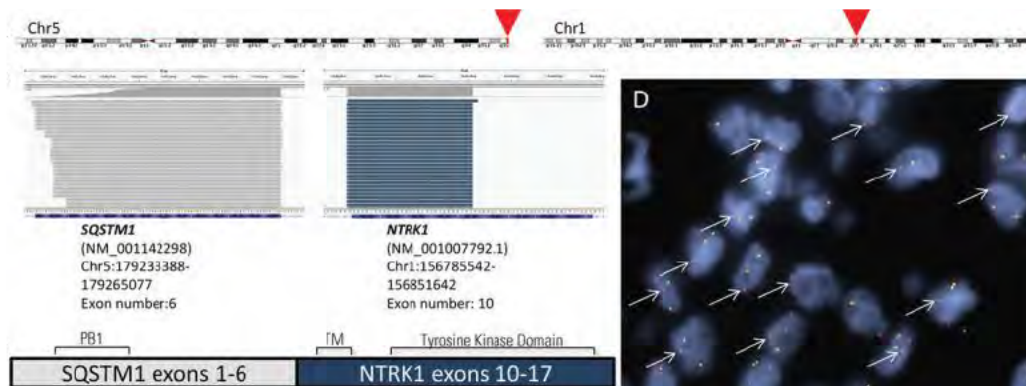 Chr5
Chr1
D
SQSTM1
(NM_001142298)
Chr5:179233388-
179265077
Exon number:6
NTRK1
(NM_001007792.1)
Chr1:156785542-
156851642
Exon number: 10
PB1
TM
Tyrosine Kinase Domain
SQSTM1 exons 1-6
NTRK1 exons 10-17